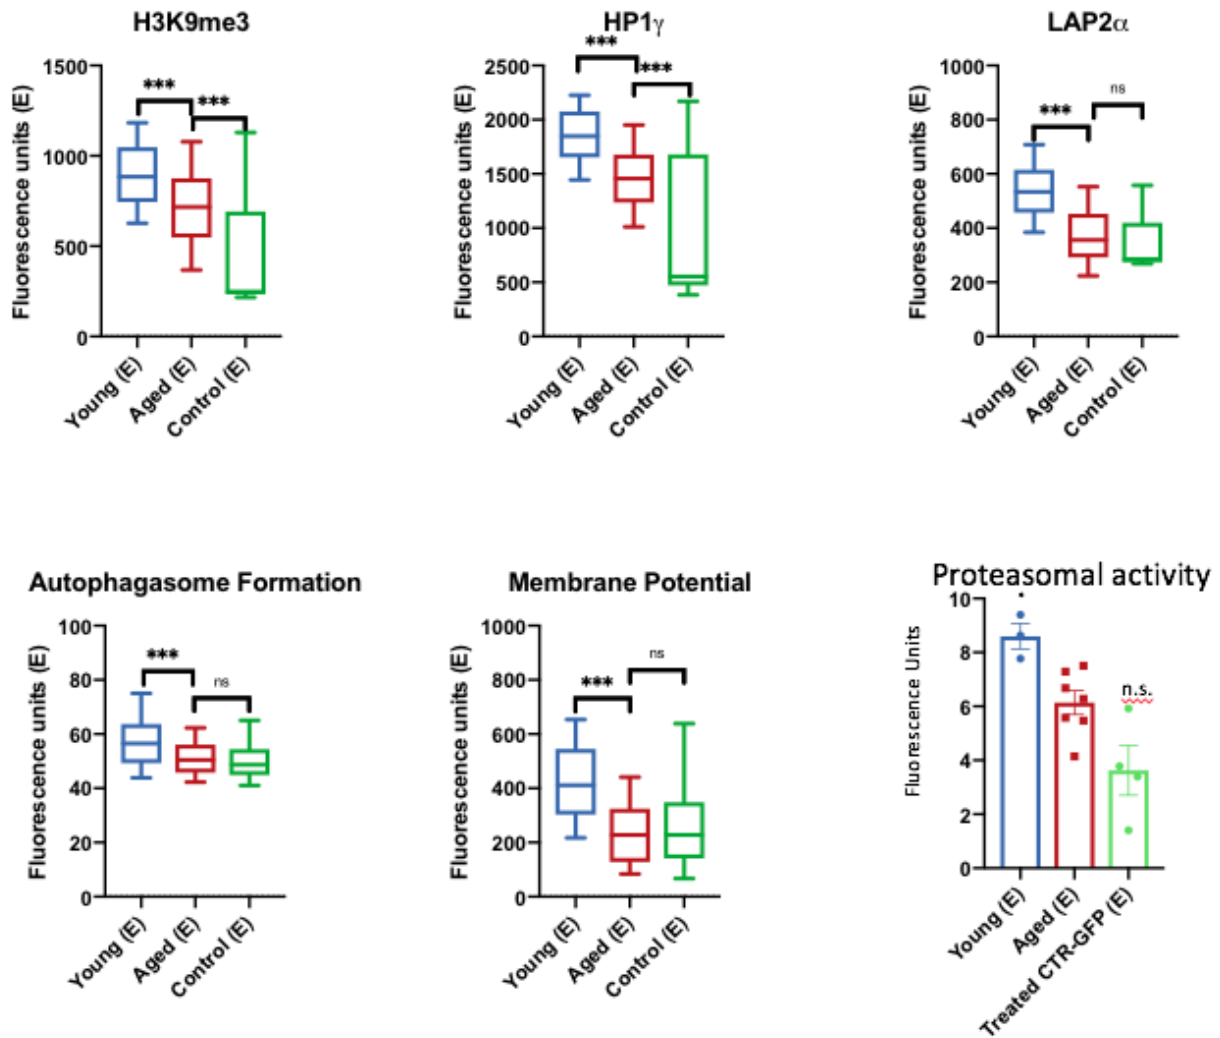 H3K9me3
HP1γ
LAP2α
Fluorescence units (E)
1500
1000
500
0
***
***
Young (E)
Aged (E)
Control (E)
Fluorescence units (E)
2500
2000
1500
1000
500
0
***
***
Young (E)
Aged (E)
Control (E)
Fluorescence units (E)
1000
800
600
400
200
0
***
ns
Young (E)
Aged (E)
Control (E)
Autophagasome Formation
Membrane Potential
Proteasomal activity
Fluorescence units (E)
100
80
60
40
20
0
***
ns
Young (E)
Aged (E)
Control (E)
Fluorescence units (E)
1000
800
600
400
200
0
***
ns
Young (E)
Aged (E)
Control (E)
Fluorescence Units
10
8
6
4
2
0
n.s.
Young (E)
Aged (E)
Treated CTR-GFP (E)